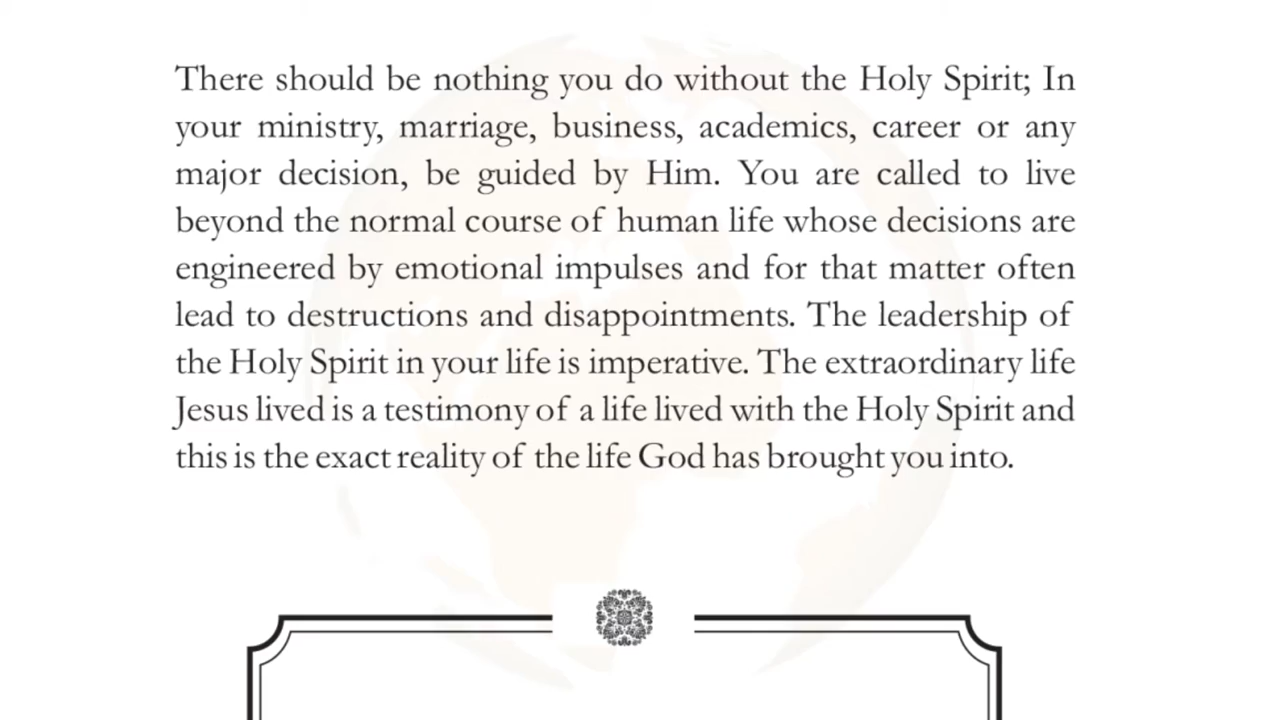 There should be nothing you do without the Holy Spirit; In
your ministry, marriage, business, academics, career or any
major decision, be guided by Him. You are called to live
beyond the normal course of human life whose decisions are
engineered by emotional impulses and for that matter often
lead to destructions and disappointments. The leadership of
the Holy Spirit in your life is imperative. The extraordinary life
Jesus lived is a testimony of a life lived with the Holy Spirit and
this is the exact reality of the life God has brought you into.